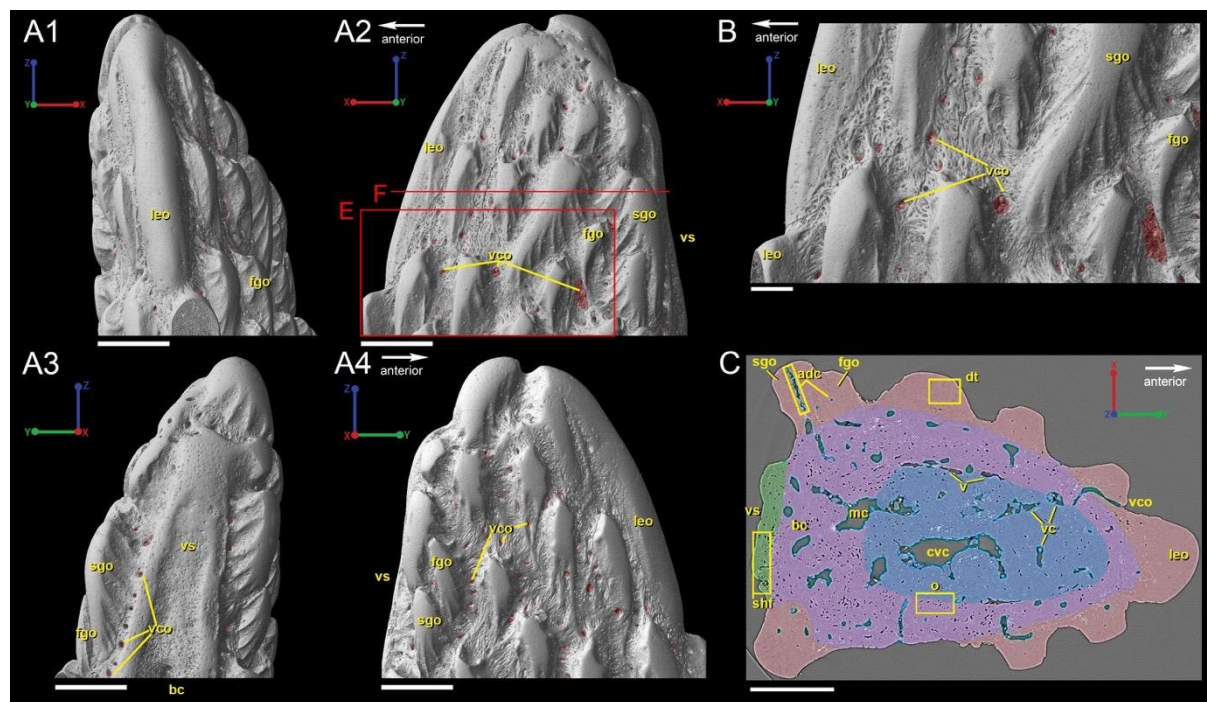 A1
Z
Y
X
leo
fgo
A2
anterior
Z
X
Y
leo
F
E
sgo
fgo
vs
vco
B
anterior
Z
X
Y
leo
sgo
fgo
vco
leo
A3
Z
Y
X
sgo
vs
fgo
vco
bc
A4
anterior
Z
X
Y
leo
vco
fgo
vs
sgo
C
sgo
adc
fgo
dt
X
anterior
Z
Y
v
vco
vs
bc
mc
vc
cvc
leo
o
shf